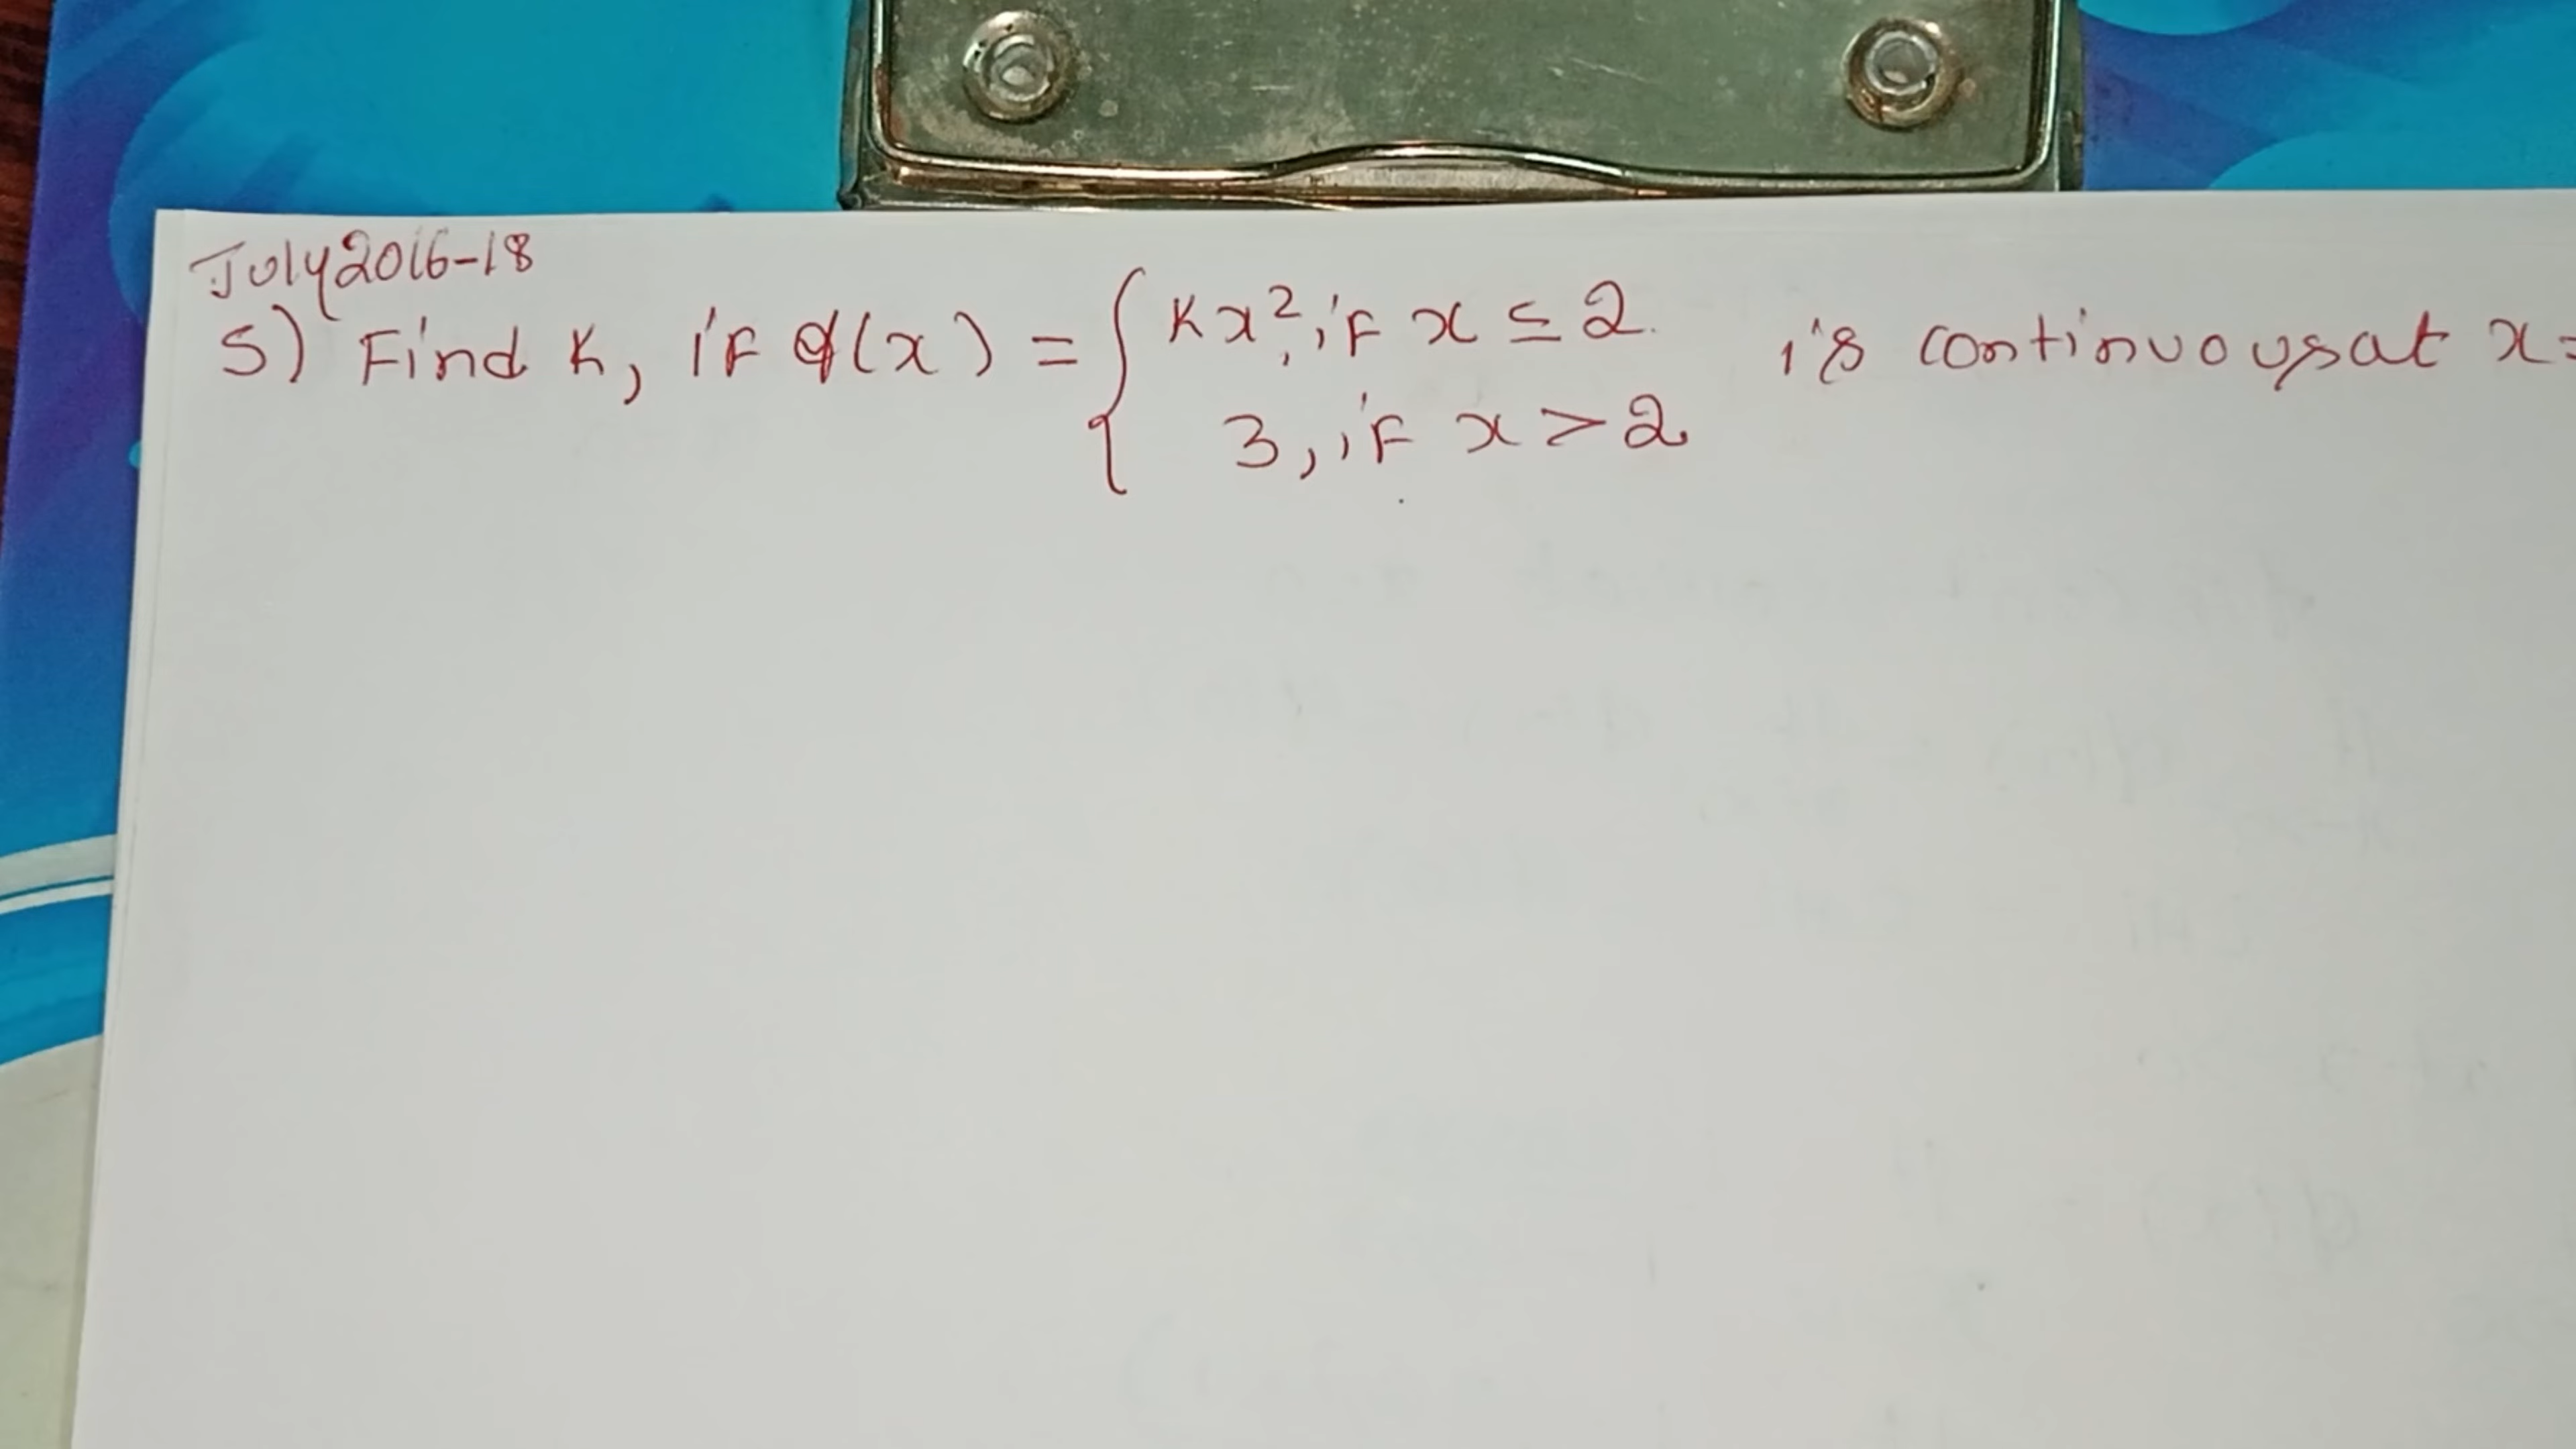 July 2016-18
5) Find K, if f(x) = { Kx², if x ≤ 2 is continuous at x=
3, if x > 2